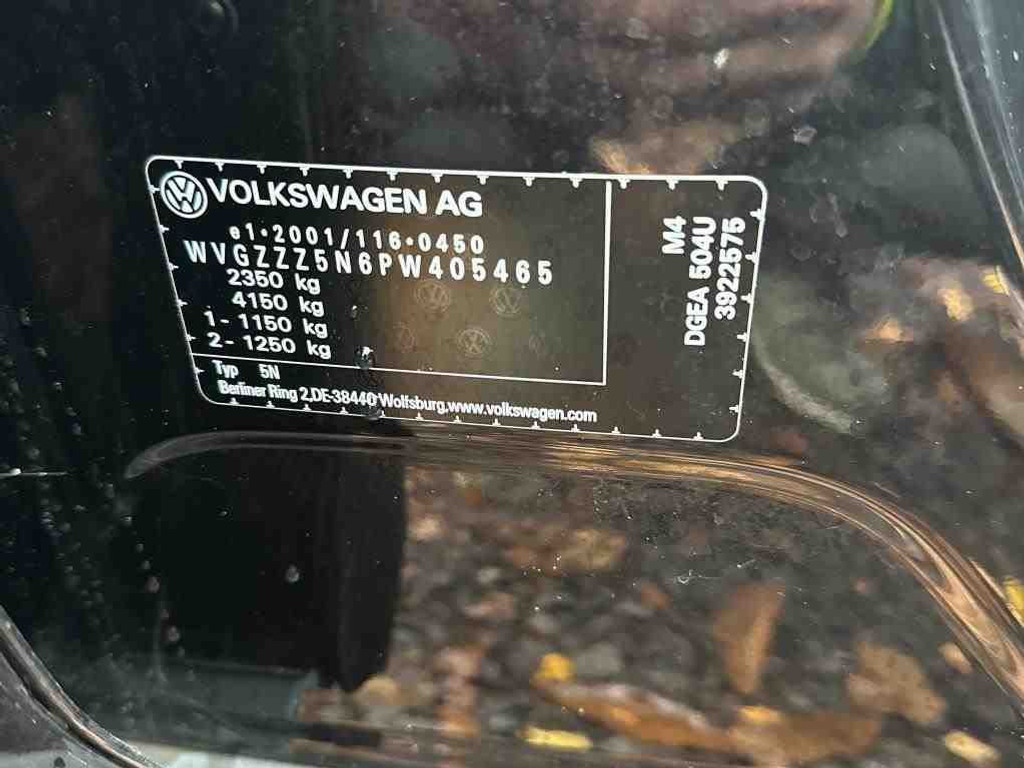 VOLKSWAGEN AG
e1*2001/116*0450
WVGZZZ5N6PW405465
2350 kg
4150 kg
1- 1150 kg
2- 1250 kg
Typ 5N
Berliner Ring 2,DE-38440 Wolfsburg,www.volkswagen.com
M4
DGEA 504U
3922575